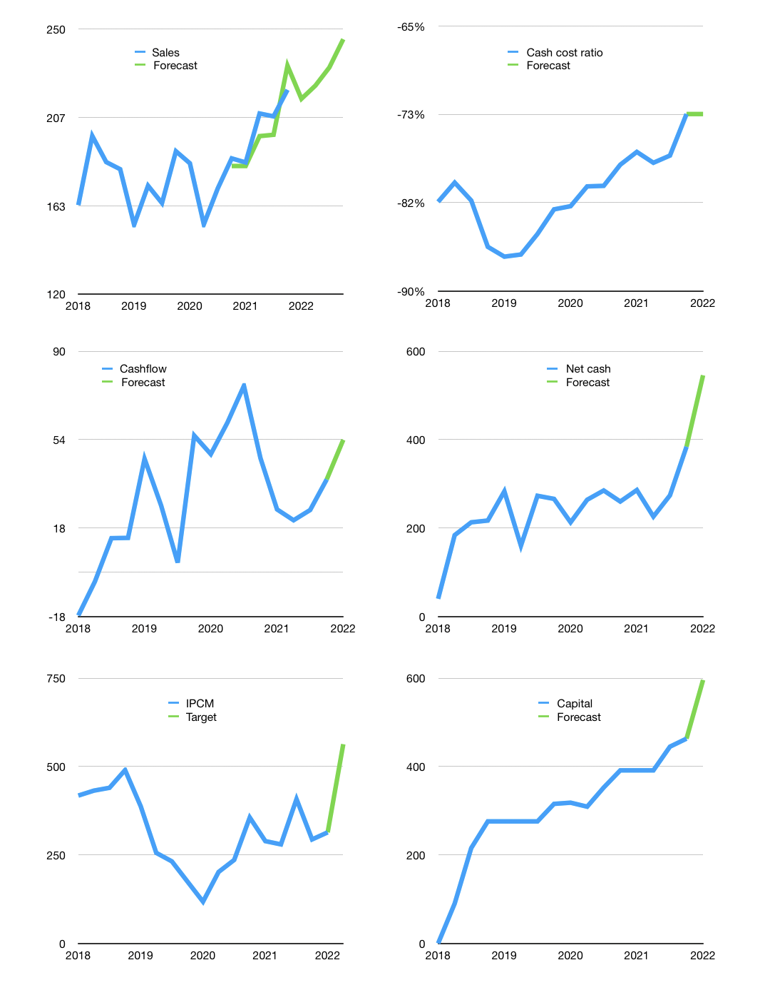 250
207
163
120
Sales
Forecast
2018 2019 2020 2021 2022
-65%
-73%
-82%
-90%
Cash cost ratio
Forecast
2018 2019 2020 2021 2022
90
54
18
-18
Cashflow
Forecast
2018 2019 2020 2021 2022
600
400
200
0
Net cash
Forecast
2018 2019 2020 2021 2022
750
500
250
0
IPCM
Target
2018 2019 2020 2021 2022
600
400
200
0
Capital
Forecast
2018 2019 2020 2021 2022